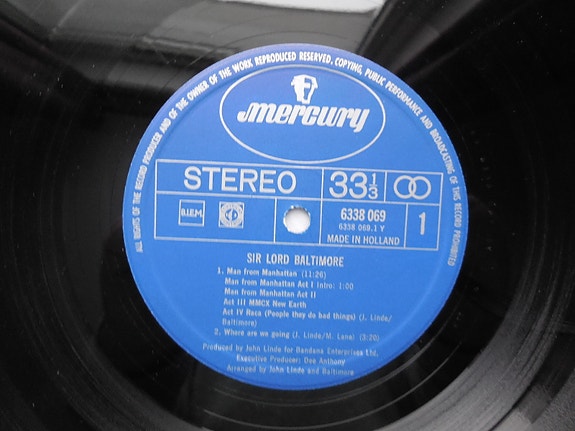 ALL RIGHTS OF THE RECORD PRODUCER AND OF THE OWNER OF THE WORK REPRODUCED RESERVED. COPYING, PUBLIC PERFORMANCE AND BROADCASTING OF THIS RECORD PROHIBITED
mercury
STEREO
33 1/3
B.I.E.M.
6338 069
6338 069.1 Y
MADE IN HOLLAND
1
SIR LORD BALTIMORE
1. Man from Manhattan (11:26)
Man from Manhattan Act I Intro: 1:00
Man from Manhattan Act II
Act III MMCX New Earth
Act IV Raca (People they do bad things) (J. Linde/
Baltimore)
2. Where are we going (J. Linde/M. Lane) (3:20)
Produced by John Linde for Bandana Enterprises Ltd.
Executive Producer: Dee Anthony
Arranged by John Linde and Baltimore